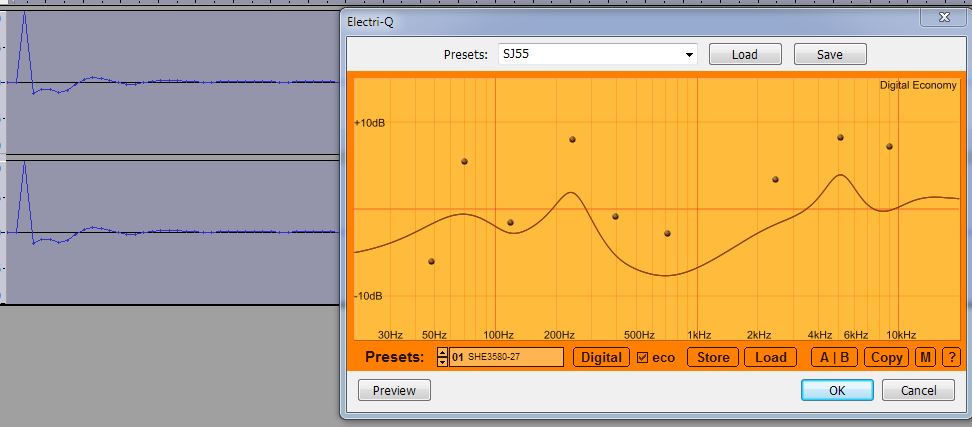 Electri-Q
Presets: SJ55 Load Save
Digital Economy
+10dB
-10dB
30Hz 50Hz 100Hz 200Hz 500Hz 1kHz 2kHz 4kHz 6kHz 10kHz
Presets: 01 SHE3580-27 Digital eco Store Load A | B Copy M ?
Preview OK Cancel